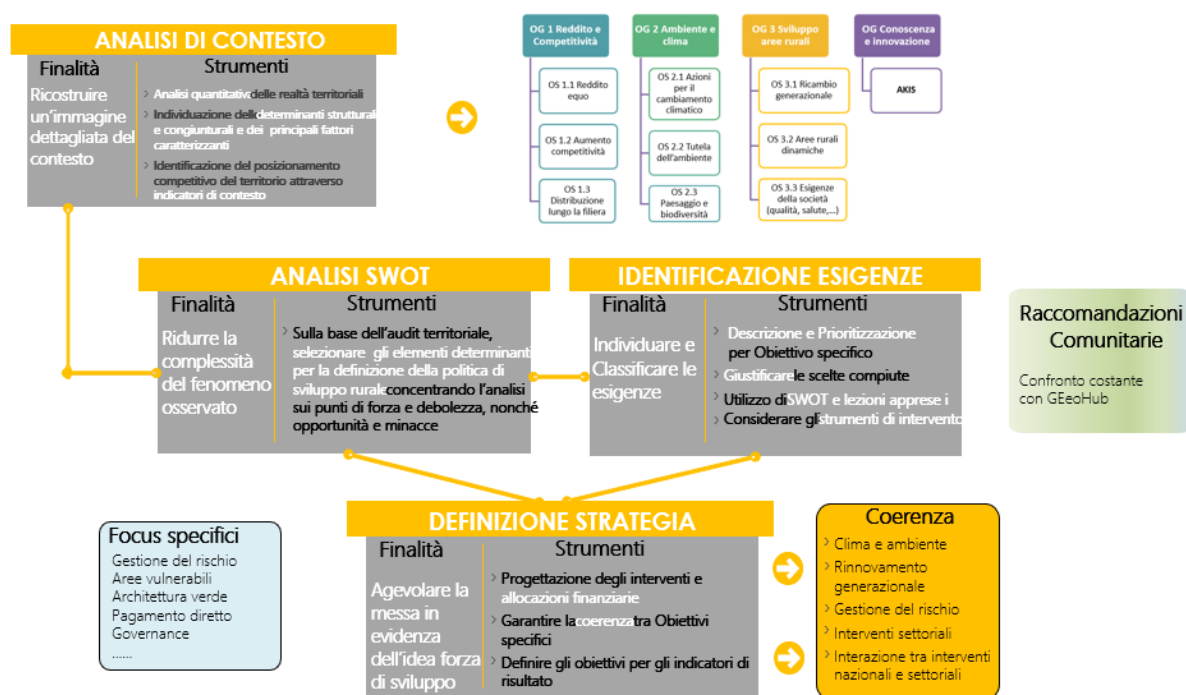 ANALISI DI CONTESTO
Finalità
Ricostruire
un'immagine
dettagliata del
contesto
Strumenti
Analisi quantitativa delle realtà territoriali
Individuazione delle determinanti strutturali
e congiunturali e dei principali fattori
caratterizzanti
Identificazione del posizionamento
competitivo del territorio attraverso
indicatori di contesto
OG 1 Reddito e
Competitività
OS 1.1 Reddito
equo
OS 1.2 Aumento
competitività
OS 1.3
Distribuzione
lungo la filiera
OG 2 Ambiente e
clima
OS 2.1 Azioni
per il
cambiamento
climatico
OS 2.2 Tutela
dell'ambiente
OS 2.3
Paesaggio e
biodiversità
OG 3 Sviluppo
aree rurali
OS 3.1 Ricambio
generazionale
OS 3.2 Aree rurali
dinamiche
OS 3.3 Esigenze
della società
(qualità, salute,...)
OG Conoscenza
e innovazione
AKIS
ANALISI SWOT
Finalità
Ridurre la
complessità
del fenomeno
osservato
Strumenti
Sulla base dell'audit territoriale,
selezionare gli elementi determinanti
per la definizione della politica di
sviluppo rurale concentrando l'analisi
sui punti di forza e debolezza, nonché
opportunità e minacce
IDENTIFICAZIONE ESIGENZE
Finalità
Individuare e
Classificare le
esigenze
Strumenti
Descrizione e Prioritizzazione
per Obiettivo specifico
Giustificare le scelte compiute
Utilizzo di SWOT e lezioni apprese i
Considerare gli strumenti di intervento
Raccomandazioni
Comunitarie
Confronto costante
con GEeoHub
Focus specifici
Gestione del rischio
Aree vulnerabili
Architettura verde
Pagamento diretto
Governance
......
DEFINIZIONE STRATEGIA
Finalità
Agevolare la
messa in
evidenza
dell'idea forza
di sviluppo
Strumenti
Progettazione degli interventi e
allocazioni finanziarie
Garantire la coerenza tra Obiettivi
specifici
Definire gli obiettivi per gli indicatori di
risultato
Coerenza
Clima e ambiente
Rinnovamento
generazionale
Gestione del rischio
Interventi settoriali
Interazione tra interventi
nazionali e settoriali